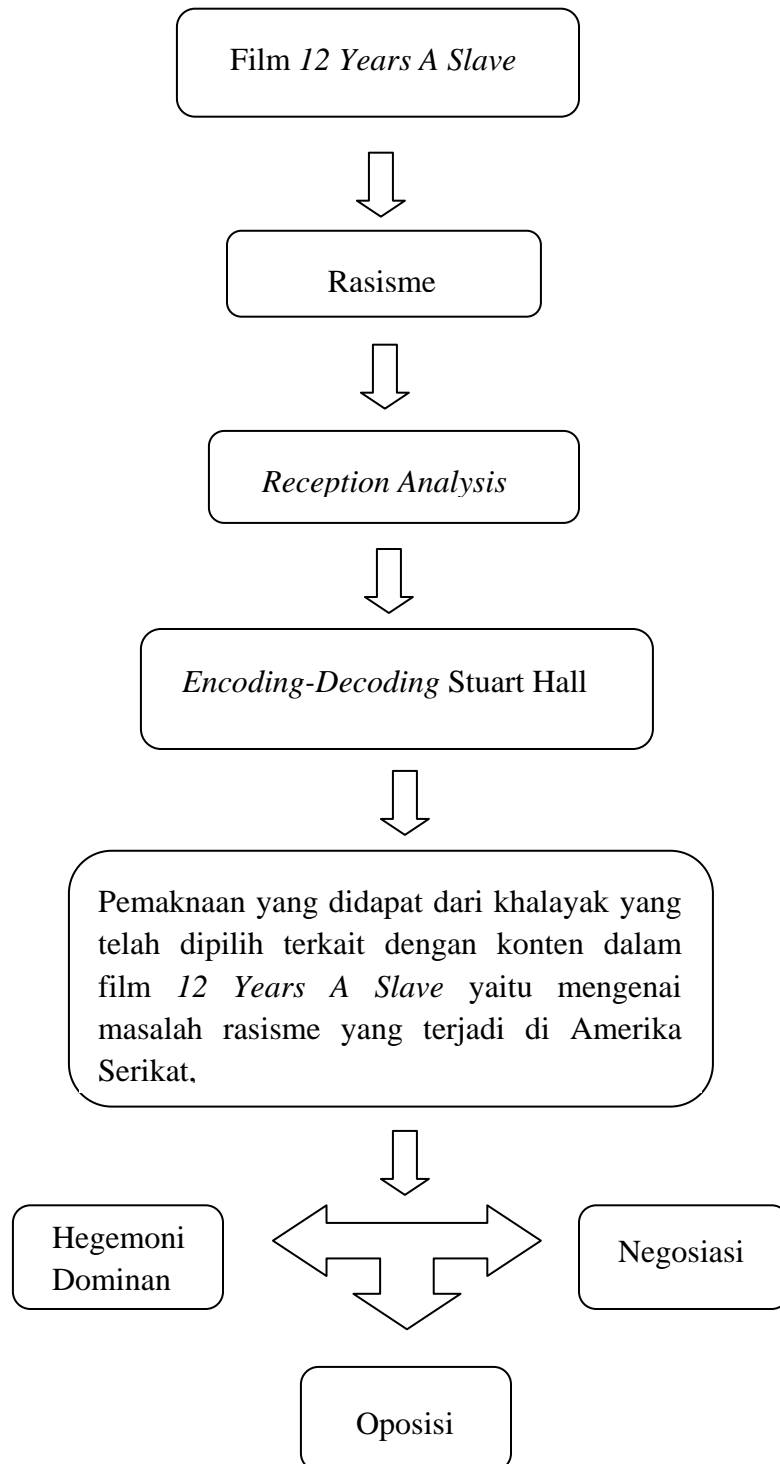 Film 12 Years A Slave
Rasisme
Reception Analysis
Encoding-Decoding Stuart Hall
Pemaknaan yang didapat dari khalayak yang
telah dipilih terkait dengan konten dalam
film 12 Years A Slave yaitu mengenai
masalah rasisme yang terjadi di Amerika
Serikat.
Hegemoni
Dominan
Negosiasi
Oposisi